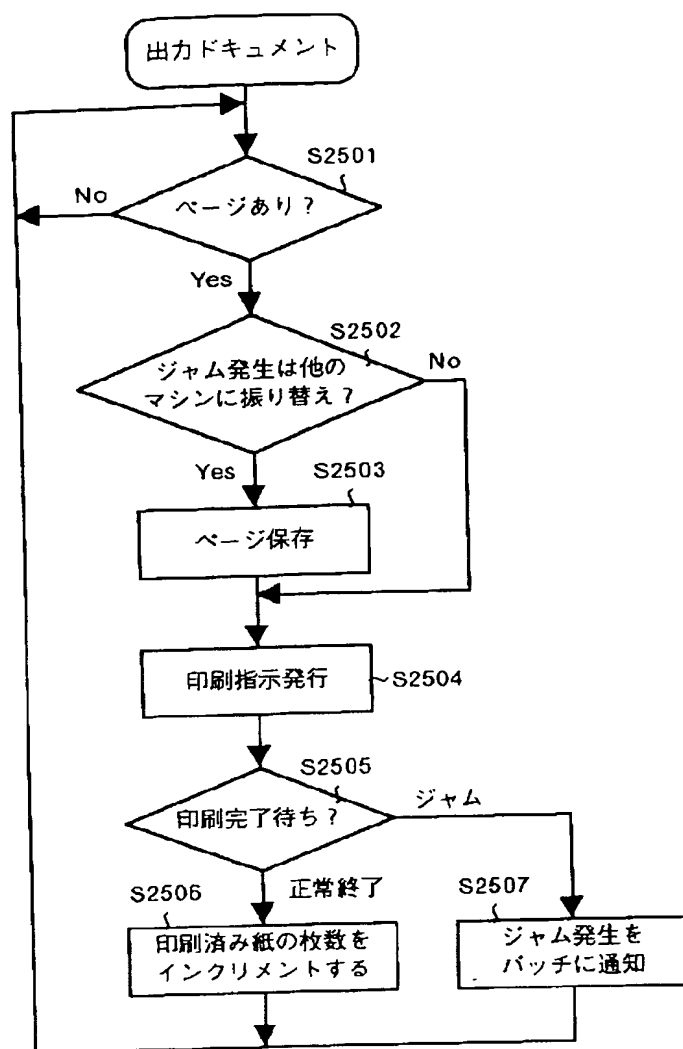 出力ドキュメント
S2501
No
ページあり？
Yes
S2502
ジャム発生は他の
マシンに振り替え？
No
Yes
S2503
ページ保存
印刷指示発行
S2504
S2505
印刷完了待ち？
ジャム
正常終了
S2506
印刷済み紙の枚数を
インクリメントする
S2507
ジャム発生を
バッチに通知